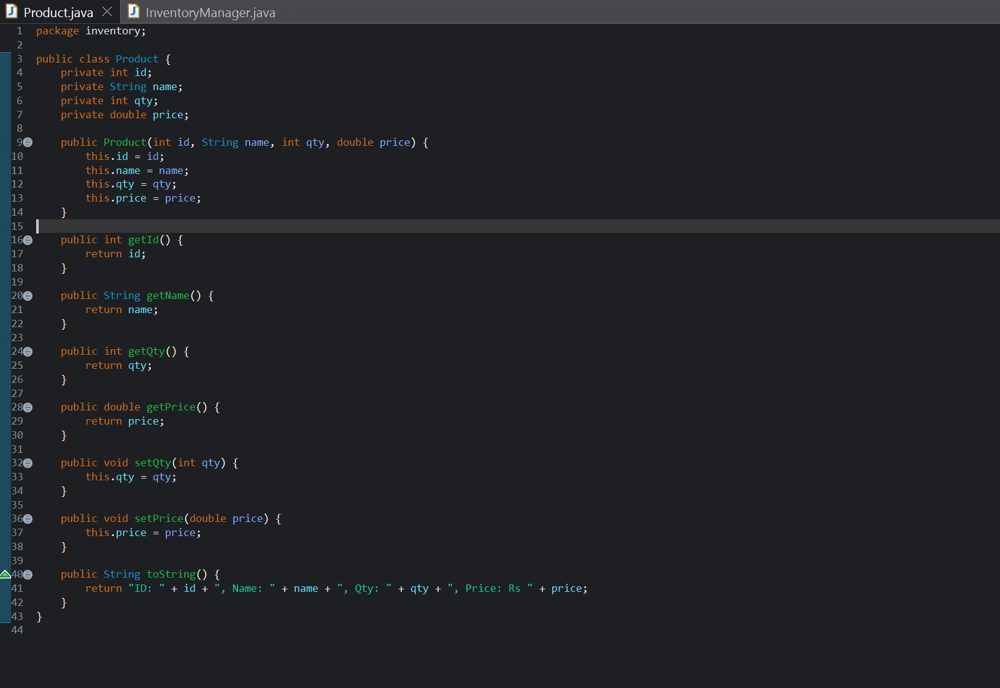 Product.java InventoryManager.java
1 package inventory;
2
3 public class Product {
4     private int id;
5     private String name;
6     private int qty;
7     private double price;
8
9     public Product(int id, String name, int qty, double price) {
10         this.id = id;
11         this.name = name;
12         this.qty = qty;
13         this.price = price;
14     }
15
16     public int getId() {
17         return id;
18     }
19
20     public String getName() {
21         return name;
22     }
23
24     public int getQty() {
25         return qty;
26     }
27
28     public double getPrice() {
29         return price;
30     }
31
32     public void setQty(int qty) {
33         this.qty = qty;
34     }
35
36     public void setPrice(double price) {
37         this.price = price;
38     }
39
40     public String toString() {
41         return "ID: " + id + ", Name: " + name + ", Qty: " + qty + ", Price: Rs " + price;
42     }
43 }
44